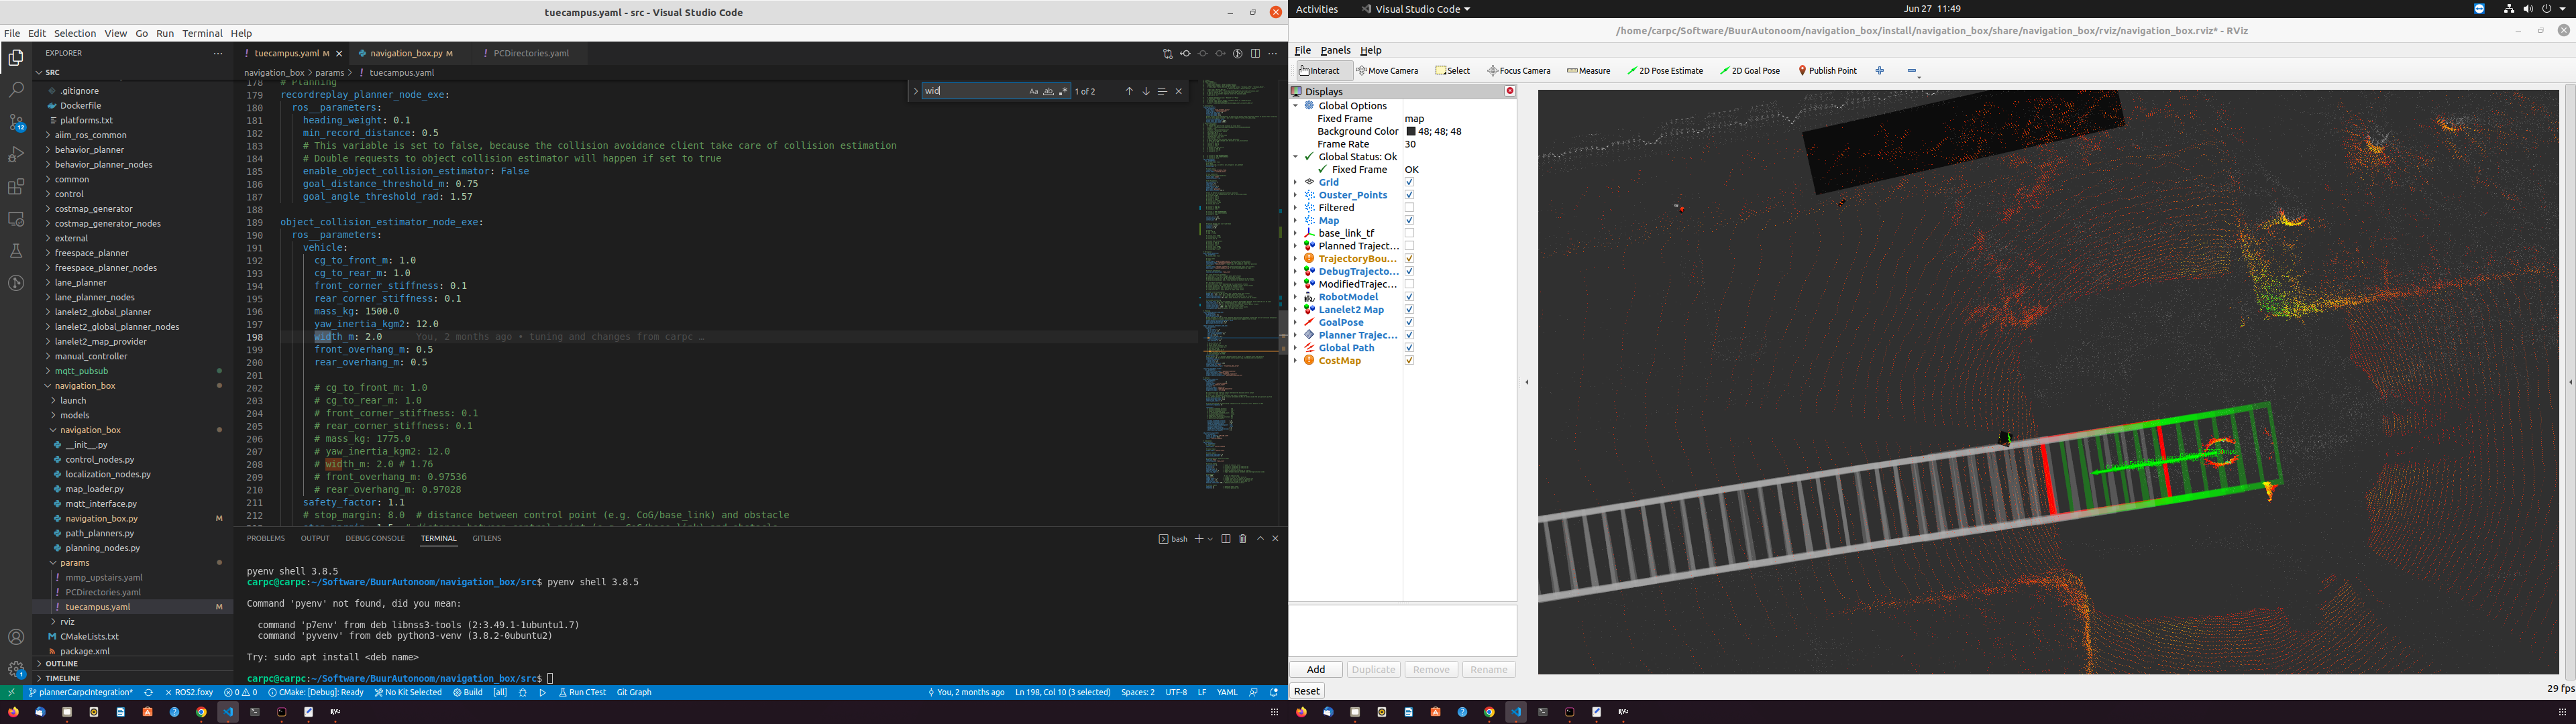 tuecampus.yaml - src - Visual Studio Code
File Edit Selection View Go Run Terminal Help
EXPLORER
SRC
.gitignore
Dockerfile
platforms.txt
aiim_ros_common
behavior_planner
behavior_planner_nodes
common
control
costmap_generator
costmap_generator_nodes
external
freespace_planner
freespace_planner_nodes
lane_planner
lane_planner_nodes
lanelet2_global_planner
lanelet2_global_planner_nodes
lanelet2_map_provider
manual_controller
mqtt_pubsub
navigation_box
launch
models
navigation_box
__init__.py
control_nodes.py
localization_nodes.py
map_loader.py
mqtt_interface.py
navigation_box.py M
path_planners.py
planning_nodes.py
params
mmp_upstairs.yaml
PCDirectories.yaml
tuecampus.yaml M
rviz
CMakeLists.txt
package.xml
OUTLINE
TIMELINE
tuecampus.yaml M navigation_box.py M PCDirectories.yaml
navigation_box > params > tuecampus.yaml
wid 1 of 2
178 # Planning
179 recordreplay_planner_node_exe:
180 ros__parameters:
181 heading_weight: 0.1
182 min_record_distance: 0.5
183 # This variable is set to false, because the collision avoidance client take care of collision estimation
184 # Double requests to object collision estimator will happen if set to true
185 enable_object_collision_estimator: False
186 goal_distance_threshold_m: 0.75
187 goal_angle_threshold_rad: 1.57
188
189 object_collision_estimator_node_exe:
190 ros__parameters:
191 vehicle:
192 cg_to_front_m: 1.0
193 cg_to_rear_m: 1.0
194 front_corner_stiffness: 0.1
195 rear_corner_stiffness: 0.1
196 mass_kg: 1500.0
197 yaw_inertia_kgm2: 12.0
198 width_m: 2.0 You, 2 months ago • tuning and changes from carpc …
199 front_overhang_m: 0.5
200 rear_overhang_m: 0.5
201
202 # cg_to_front_m: 1.0
203 # cg_to_rear_m: 1.0
204 # front_corner_stiffness: 0.1
205 # rear_corner_stiffness: 0.1
206 # mass_kg: 1775.0
207 # yaw_inertia_kgm2: 12.0
208 # width_m: 2.0 # 1.76
209 # front_overhang_m: 0.97536
210 # rear_overhang_m: 0.97028
211 safety_factor: 1.1
212 # stop_margin: 8.0 # distance between control point (e.g. CoG/base_link) and obstacle
PROBLEMS OUTPUT DEBUG CONSOLE TERMINAL GITLENS
bash
pyenv shell 3.8.5
carpc@carpc:~/Software/BuurAutonoom/navigation_box/src$ pyenv shell 3.8.5
Command 'pyenv' not found, did you mean:
command 'p7env' from deb libnss3-tools (2:3.49.1-1ubuntu1.7)
command 'pyvenv' from deb python3-venv (3.8.2-0ubuntu2)
Try: sudo apt install <deb name>
carpc@carpc:~/Software/BuurAutonoom/navigation_box/src$
plannerCarpcIntegration* ROS2.foxy 0 0 CMake: [Debug]: Ready No Kit Selected Build [all] Run CTest Git Graph You, 2 months ago Ln 198, Col 10 (3 selected) Spaces: 2 UTF-8 LF YAML
Activities Visual Studio Code Jun 27 11:49
/home/carpc/Software/BuurAutonoom/navigation_box/install/navigation_box/share/navigation_box/rviz/navigation_box.rviz* - RViz
File Panels Help
Interact Move Camera Select Focus Camera Measure 2D Pose Estimate 2D Goal Pose Publish Point
Displays
Global Options
Fixed Frame map
Background Color 48; 48; 48
Frame Rate 30
Global Status: Ok
Fixed Frame OK
Grid
Ouster_Points
Filtered
Map
base_link_tf
Planned Traject...
TrajectoryBou...
DebugTrajecto...
ModifiedTrajec...
RobotModel
Lanelet2 Map
GoalPose
Planner Trajec...
Global Path
CostMap
Add Duplicate Remove Rename
Reset
29 fps